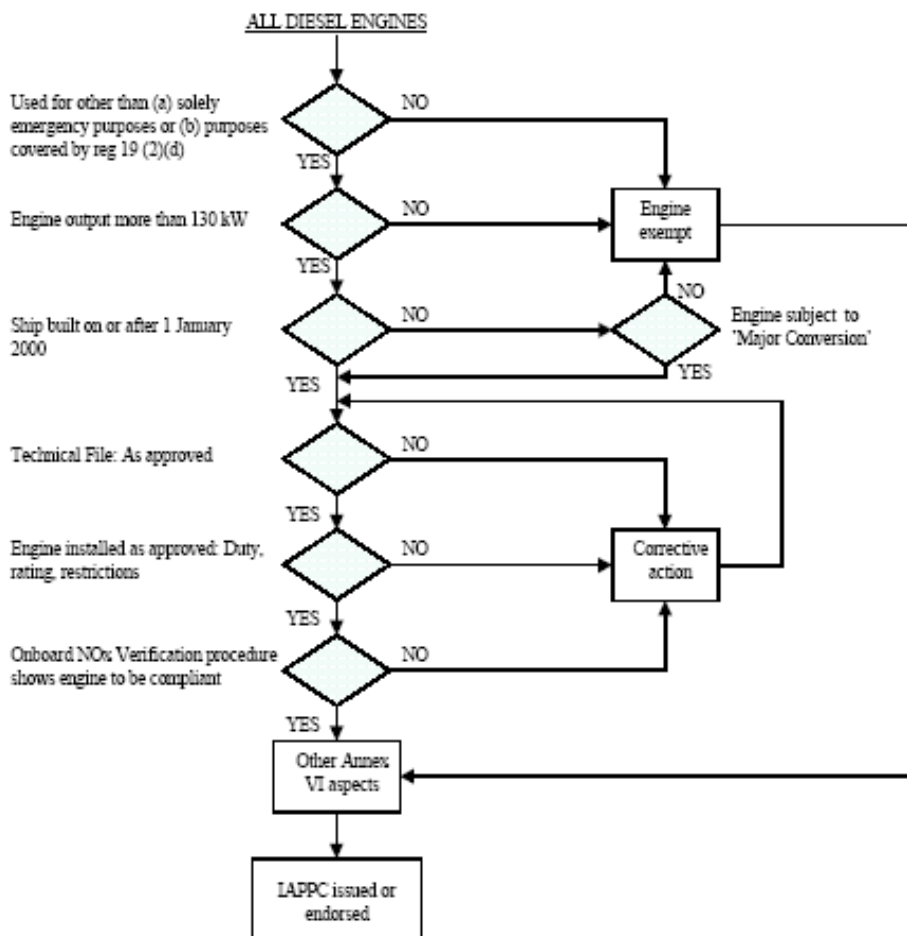 ALL DIESEL ENGINES
Used for other than (a) solely
emergency purposes or (b) purposes
covered by reg 19 (2)(d)
NO
YES
Engine output more than 130 kW
NO
Engine
exempt
YES
NO
Ship built on or after 1 January
2000
NO
Engine subject to
'Major Conversion'
YES
YES
Technical File: As approved
NO
YES
Engine installed as approved: Duty,
rating, restrictions
NO
Corrective
action
YES
Onboard NOx Verification procedure
shows engine to be compliant
NO
YES
Other Annex
VI aspects
IAPPC issued or
endorsed